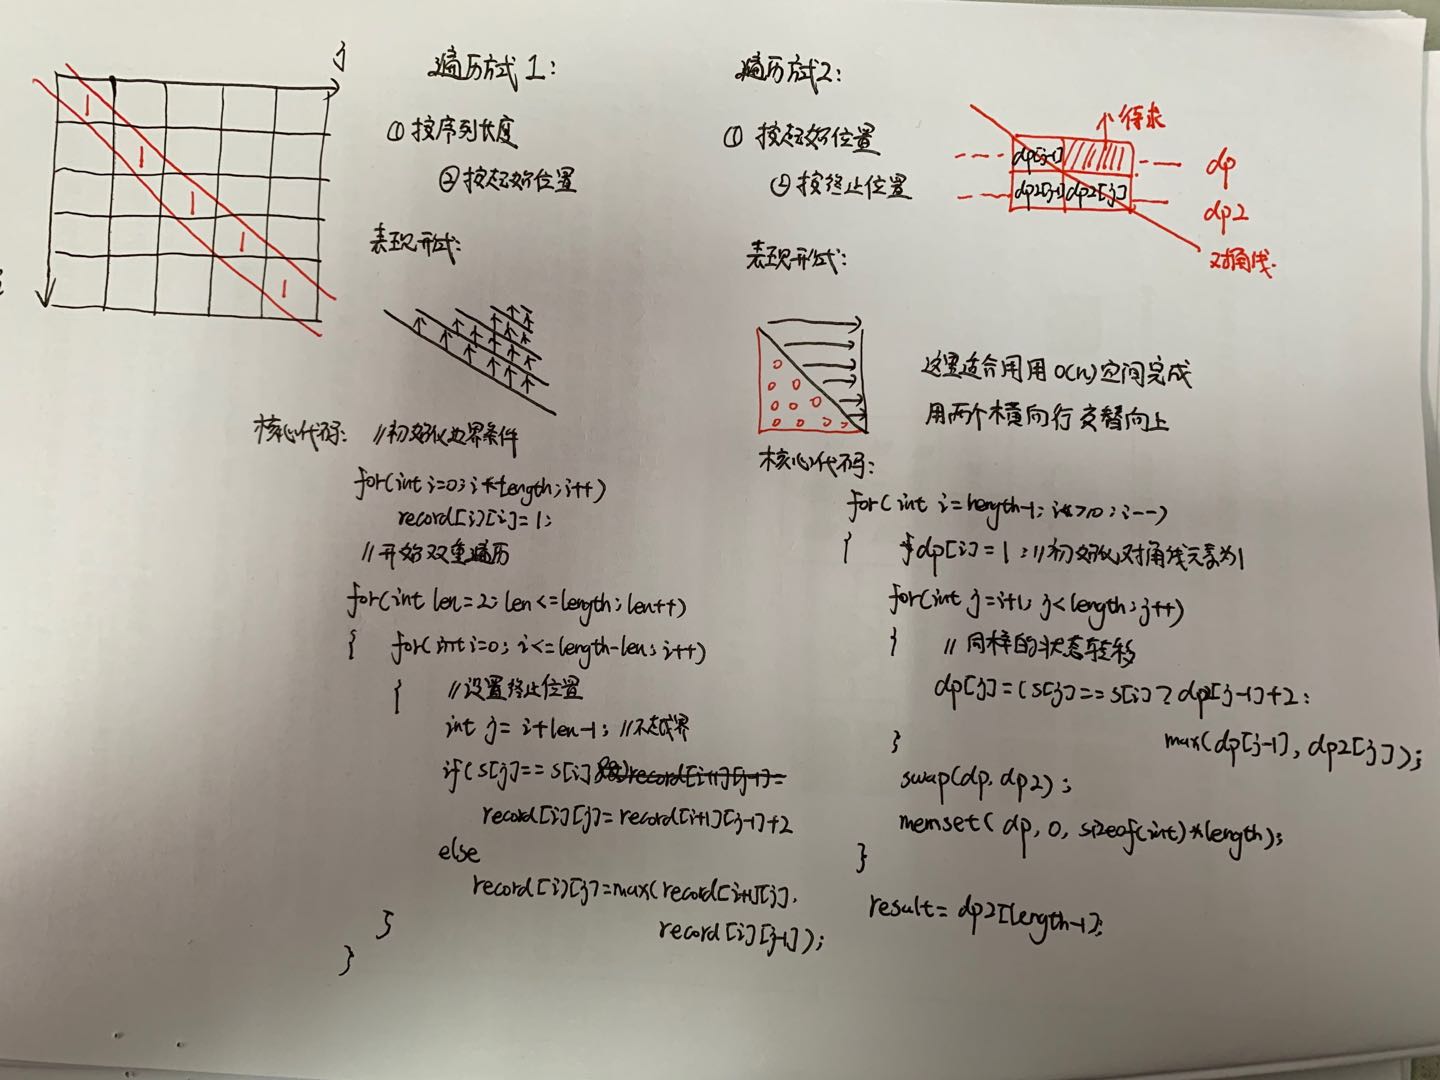 j
1
1
1
1
1
遍历方式1:
①按序列长度
②按起始位置
表现形式:
核心代码: //初始化边界条件
for(int i=0; i<length; i++)
record[i][i]=1;
//开始双重遍历
for(int len=2; len<=length; len++)
{ for(int i=0; i<=length-len; i++)
{ //设置终止位置
int j= i+len-1; //不越界
if(s[j]==s[i]) record[i+1][j-1]=
record[i][j]=record[i+1][j-1]+2
else
record[i][j]=max(record[i+1][j],
record[i][j-1]);
}
}
遍历方式2:
①按起始位置
②按终止位置
待求
dp[j-1]
dp
dp2[j-1] dp2[j]
dp2
对角线
表现形式:
这里适合用用O(n)空间完成
用两个横向行交替向上
核心代码:
for(int i=length-1; i>=0; i--)
{ dp[i]=1; //初始化对角线元素为1
for(int j=i+1; j<length; j++)
{ //同样的状态转移
dp[j]=(s[j]==s[i]?dp2[j-1]+2:
max(dp[j-1], dp2[j]);
}
swap(dp, dp2);
memset(dp, 0, sizeof(int)*length);
}
result= dp2[length-1];